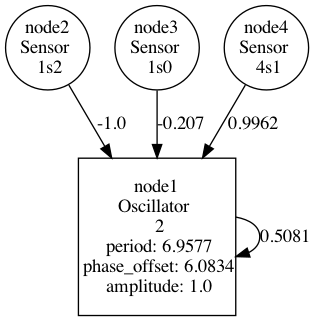 node2
Sensor
1s2
node3
Sensor
1s0
node4
Sensor
4s1
-1.0
-0.207
0.9962
node1
Oscillator
2
period: 6.9577
phase_offset: 6.0834
amplitude: 1.0
0.5081